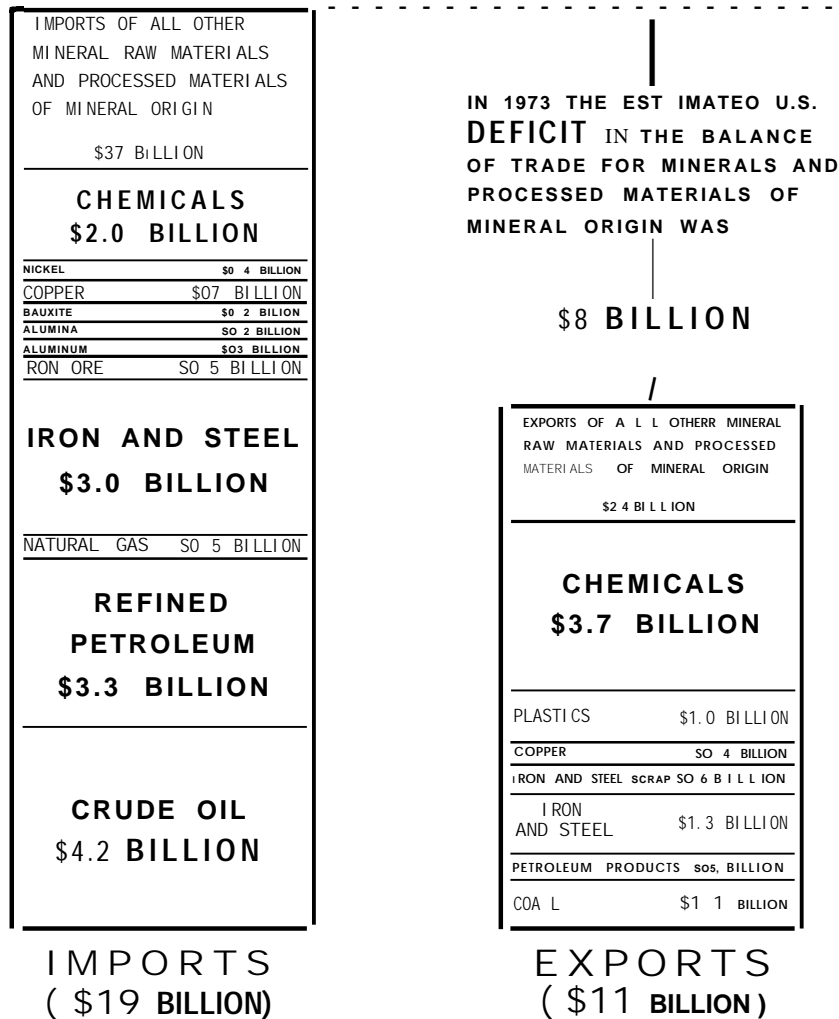 IMPORTS OF ALL OTHER
MINERAL RAW MATERIALS
AND PROCESSED MATERIALS
OF MINERAL ORIGIN
$37 BILLION
CHEMICALS
$2.0 BILLION
NICKEL $0 4 BILLION
COPPER $07 BILLION
BAUXITE $0 2 BILION
ALUMINA SO 2 BILLION
ALUMINUM $O3 BILLION
RON ORE SO 5 BILLION
IRON AND STEEL
$3.0 BILLION
NATURAL GAS SO 5 BILLION
REFINED
PETROLEUM
$3.3 BILLION
CRUDE OIL
$4.2 BILLION
IMPORTS
( $19 BILLION)
IN 1973 THE EST IMATEO U.S.
DEFICIT IN THE BALANCE
OF TRADE FOR MINERALS AND
PROCESSED MATERIALS OF
MINERAL ORIGIN WAS
$8 BILLION
EXPORTS OF A L L OTHERR MINERAL
RAW MATERIALS AND PROCESSED
MATERIALS OF MINERAL ORIGIN
$2 4 BI L L ION
CHEMICALS
$3.7 BILLION
PLASTICS $1.0 BILLION
COPPER SO 4 BILLION
IRON AND STEEL SCRAP SO 6 B I L L ION
IRON
AND STEEL $1.3 BILLION
PETROLEUM PRODUCTS SO5, BILLION
COA L $1 1 BILLION
EXPORTS
( $11 BILLION )